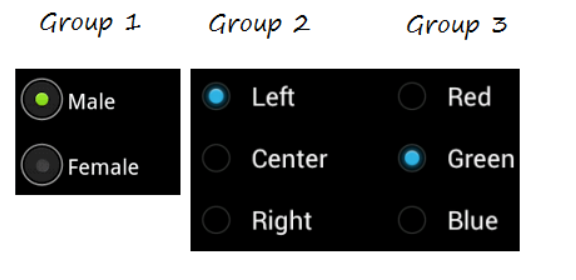 Group 1 Group 2 Group 3
Male
Female
Left
Center
Right
Red
Green
Blue